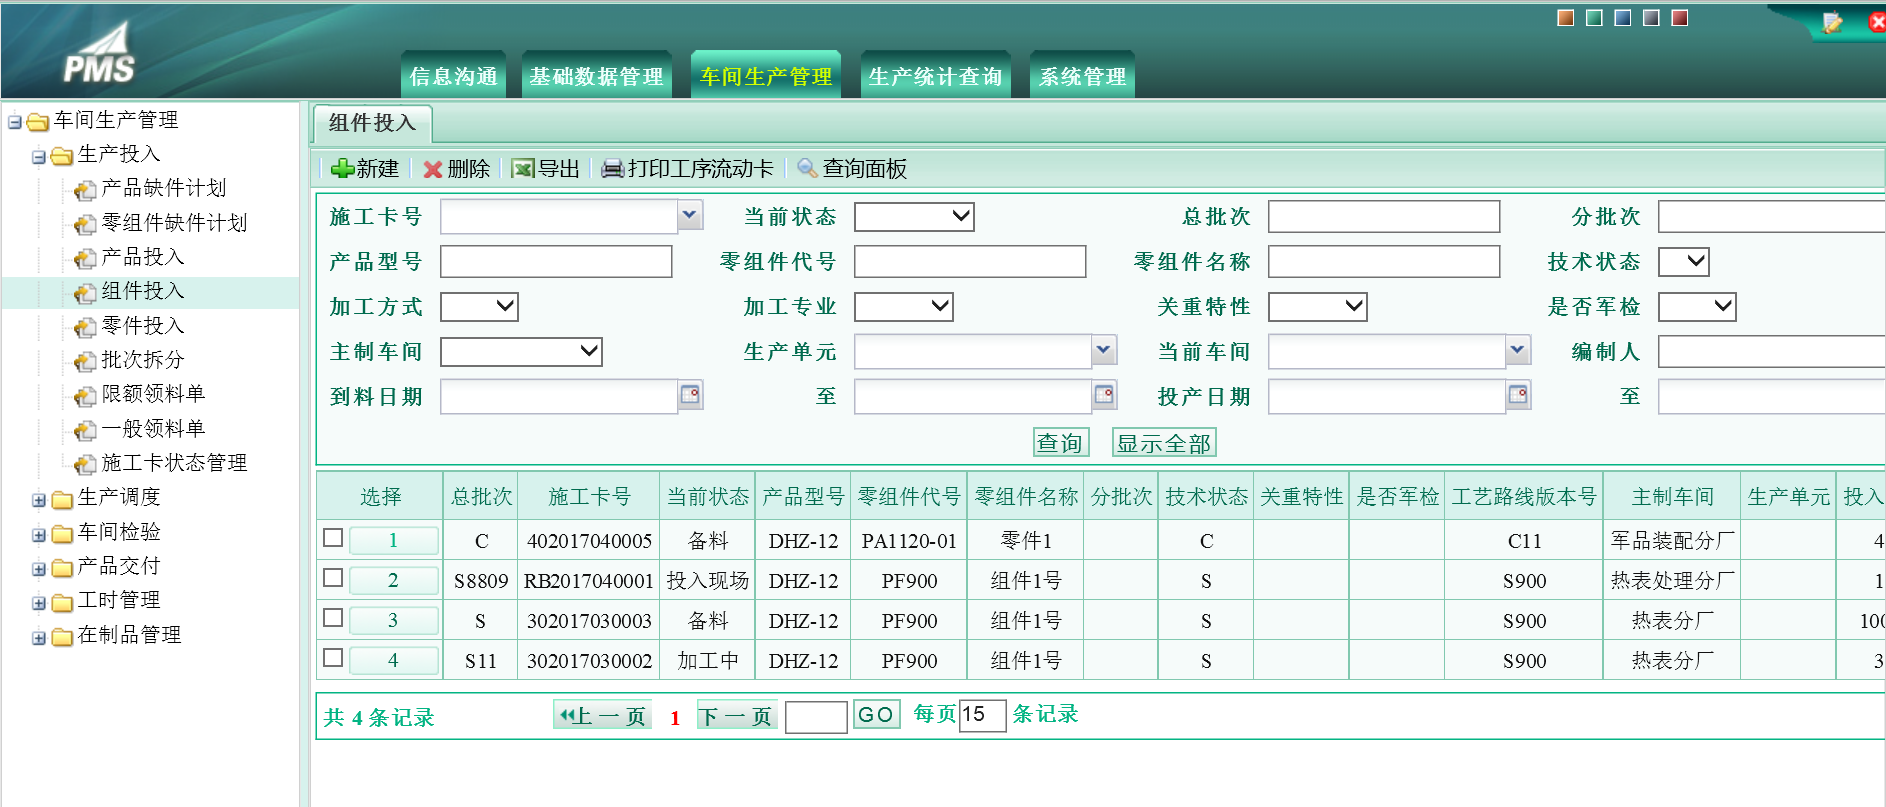 PMS
信息沟通 基础数据管理 车间生产管理 生产统计查询 系统管理
车间生产管理
生产投入
产品缺件计划
零组件缺件计划
产品投入
组件投入
零件投入
批次拆分
限额领料单
一般领料单
施工卡状态管理
生产调度
车间检验
产品交付
工时管理
在制品管理
组件投入
新建 删除 导出 打印工序流动卡 查询面板
施工卡号 当前状态 总批次 分批次
产品型号 零组件代号 零组件名称 技术状态
加工方式 加工专业 关重特性 是否军检
主制车间 生产单元 当前车间 编制人
到料日期 至 投产日期 至
查询 显示全部
选择 总批次 施工卡号 当前状态 产品型号 零组件代号 零组件名称 分批次 技术状态 关重特性 是否军检 工艺路线版本号 主制车间 生产单元 投入
1 C 402017040005 备料 DHZ-12 PA1120-01 零件1 C C11 军品装配分厂 4
2 S8809 RB2017040001 投入现场 DHZ-12 PF900 组件1号 S S900 热表处理分厂 1
3 S 302017030003 备料 DHZ-12 PF900 组件1号 S S900 热表分厂 100
4 S11 302017030002 加工中 DHZ-12 PF900 组件1号 S S900 热表分厂 3
共 4 条记录 上一页 1 下一页 GO 每页 15 条记录